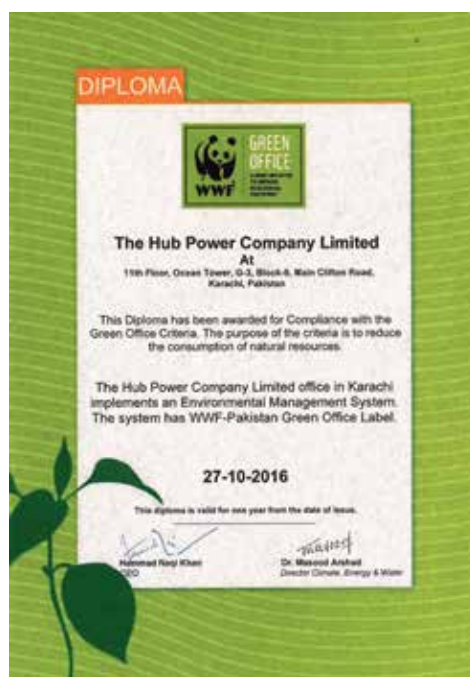 DIPLOMA
GREEN
OFFICE
WWF
The Hub Power Company Limited
At
11th Floor, Ocean Tower, G-3, Block-9, Main Clifton Road,
Karachi, Pakistan
This Diploma has been awarded for Compliance with the
Green Office Criteria. The purpose of the criteria is to reduce
the consumption of natural resources.
The Hub Power Company Limited office in Karachi
implements an Environmental Management System.
The system has WWF-Pakistan Green Office Label.
27-10-2016
This diploma is valid for one year from the date of issue.
Hammad Naqi Khan
CEO
Dr. Masood Arshad
Director Climate, Energy & Water